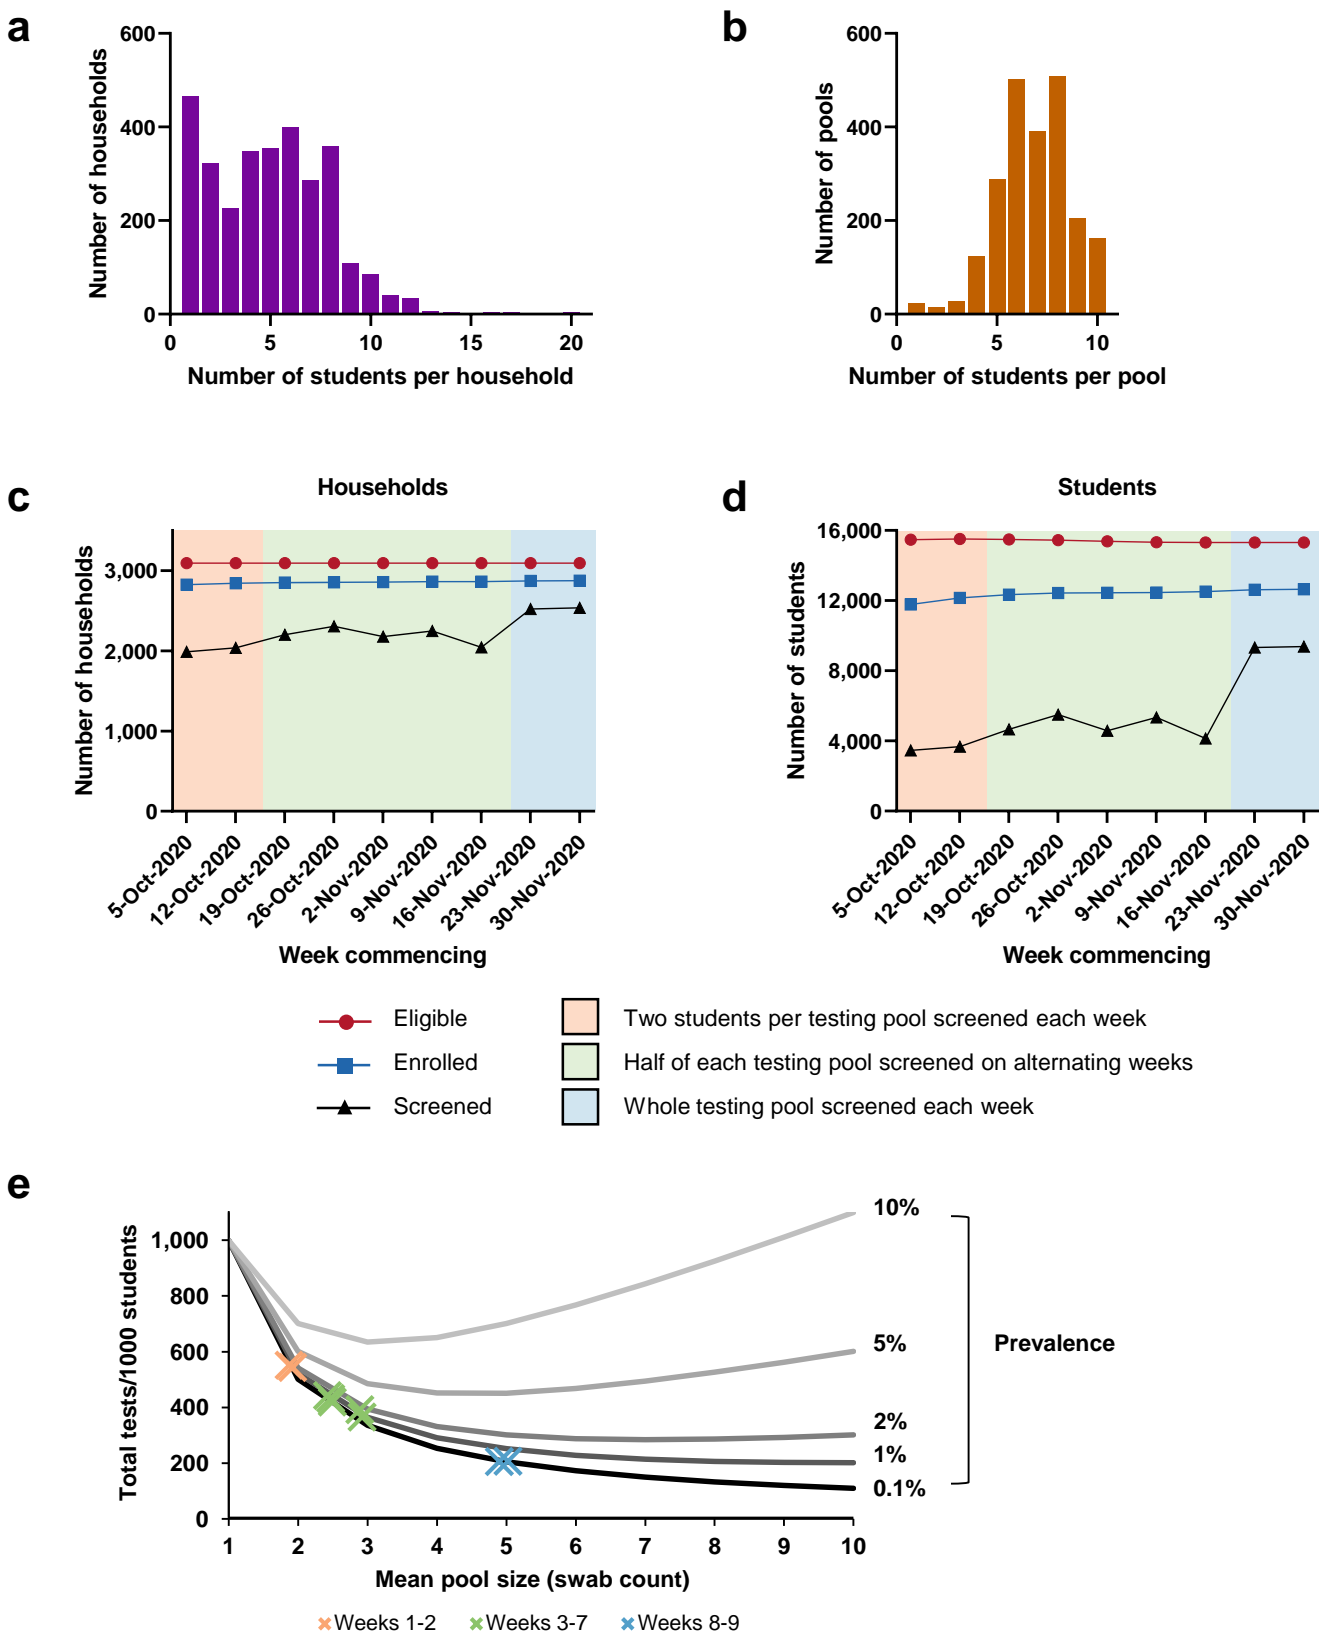 a
600
400
200
0
Number of households
0 5 10 15 20
Number of students per household
b
600
400
200
0
Number of pools
0 5 10
Number of students per pool
c
Households
3,000
2,000
1,000
0
Number of households
5-Oct-2020
12-Oct-2020
19-Oct-2020
26-Oct-2020
2-Nov-2020
9-Nov-2020
16-Nov-2020
23-Nov-2020
30-Nov-2020
Week commencing
d
Students
16,000
12,000
8,000
4,000
0
Number of students
5-Oct-2020
12-Oct-2020
19-Oct-2020
26-Oct-2020
2-Nov-2020
9-Nov-2020
16-Nov-2020
23-Nov-2020
30-Nov-2020
Week commencing
Eligible
Enrolled
Screened
Two students per testing pool screened each week
Half of each testing pool screened on alternating weeks
Whole testing pool screened each week
e
1,000
800
600
400
200
0
Total tests/1000 students
1 2 3 4 5 6 7 8 9 10
Mean pool size (swab count)
10%
5%
2%
1%
0.1%
Prevalence
Weeks 1-2 Weeks 3-7 Weeks 8-9